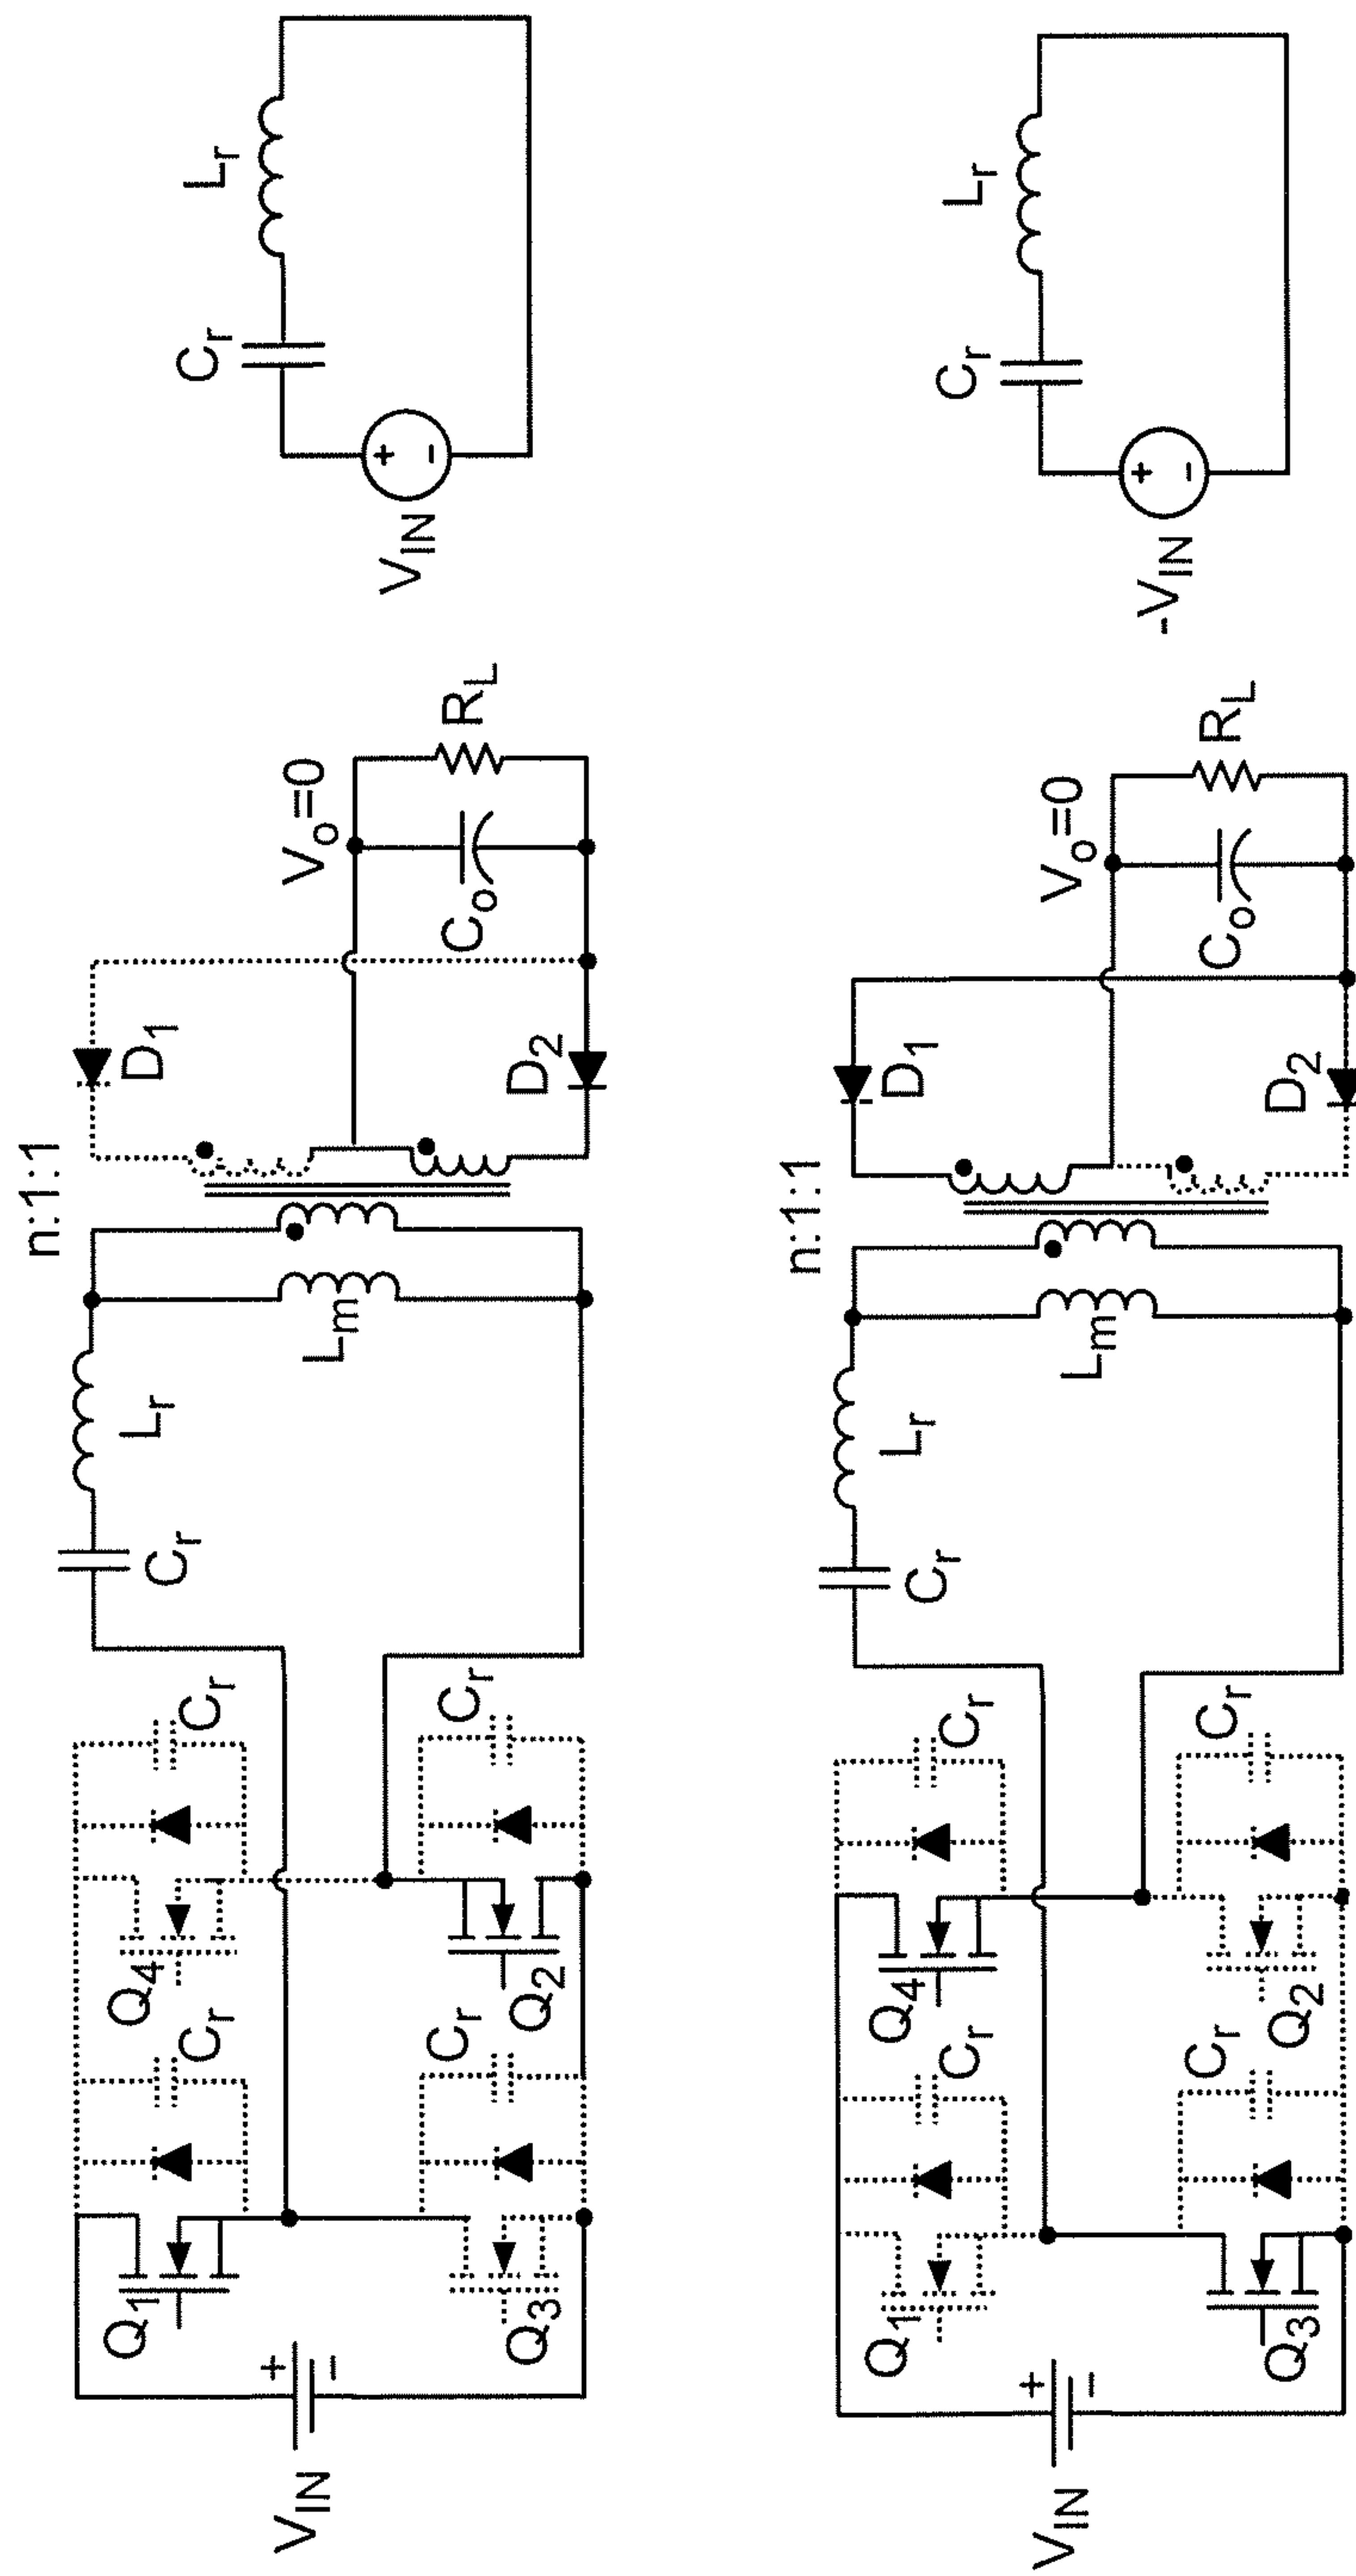 n:1:1
V_IN
+
−
Q1
Q4
Q3
Q2
Cr
Cr
Cr
Cr
Cr
Lr
Lm
D1
D2
Vo=0
Co
RL
VIN
+
−
Cr
Lr
n:1:1
VIN
+
−
Q1
Q4
Q3
Q2
Cr
Cr
Cr
Cr
Cr
Lr
Lm
D1
D2
Vo=0
Co
RL
-VIN
+
−
Cr
Lr